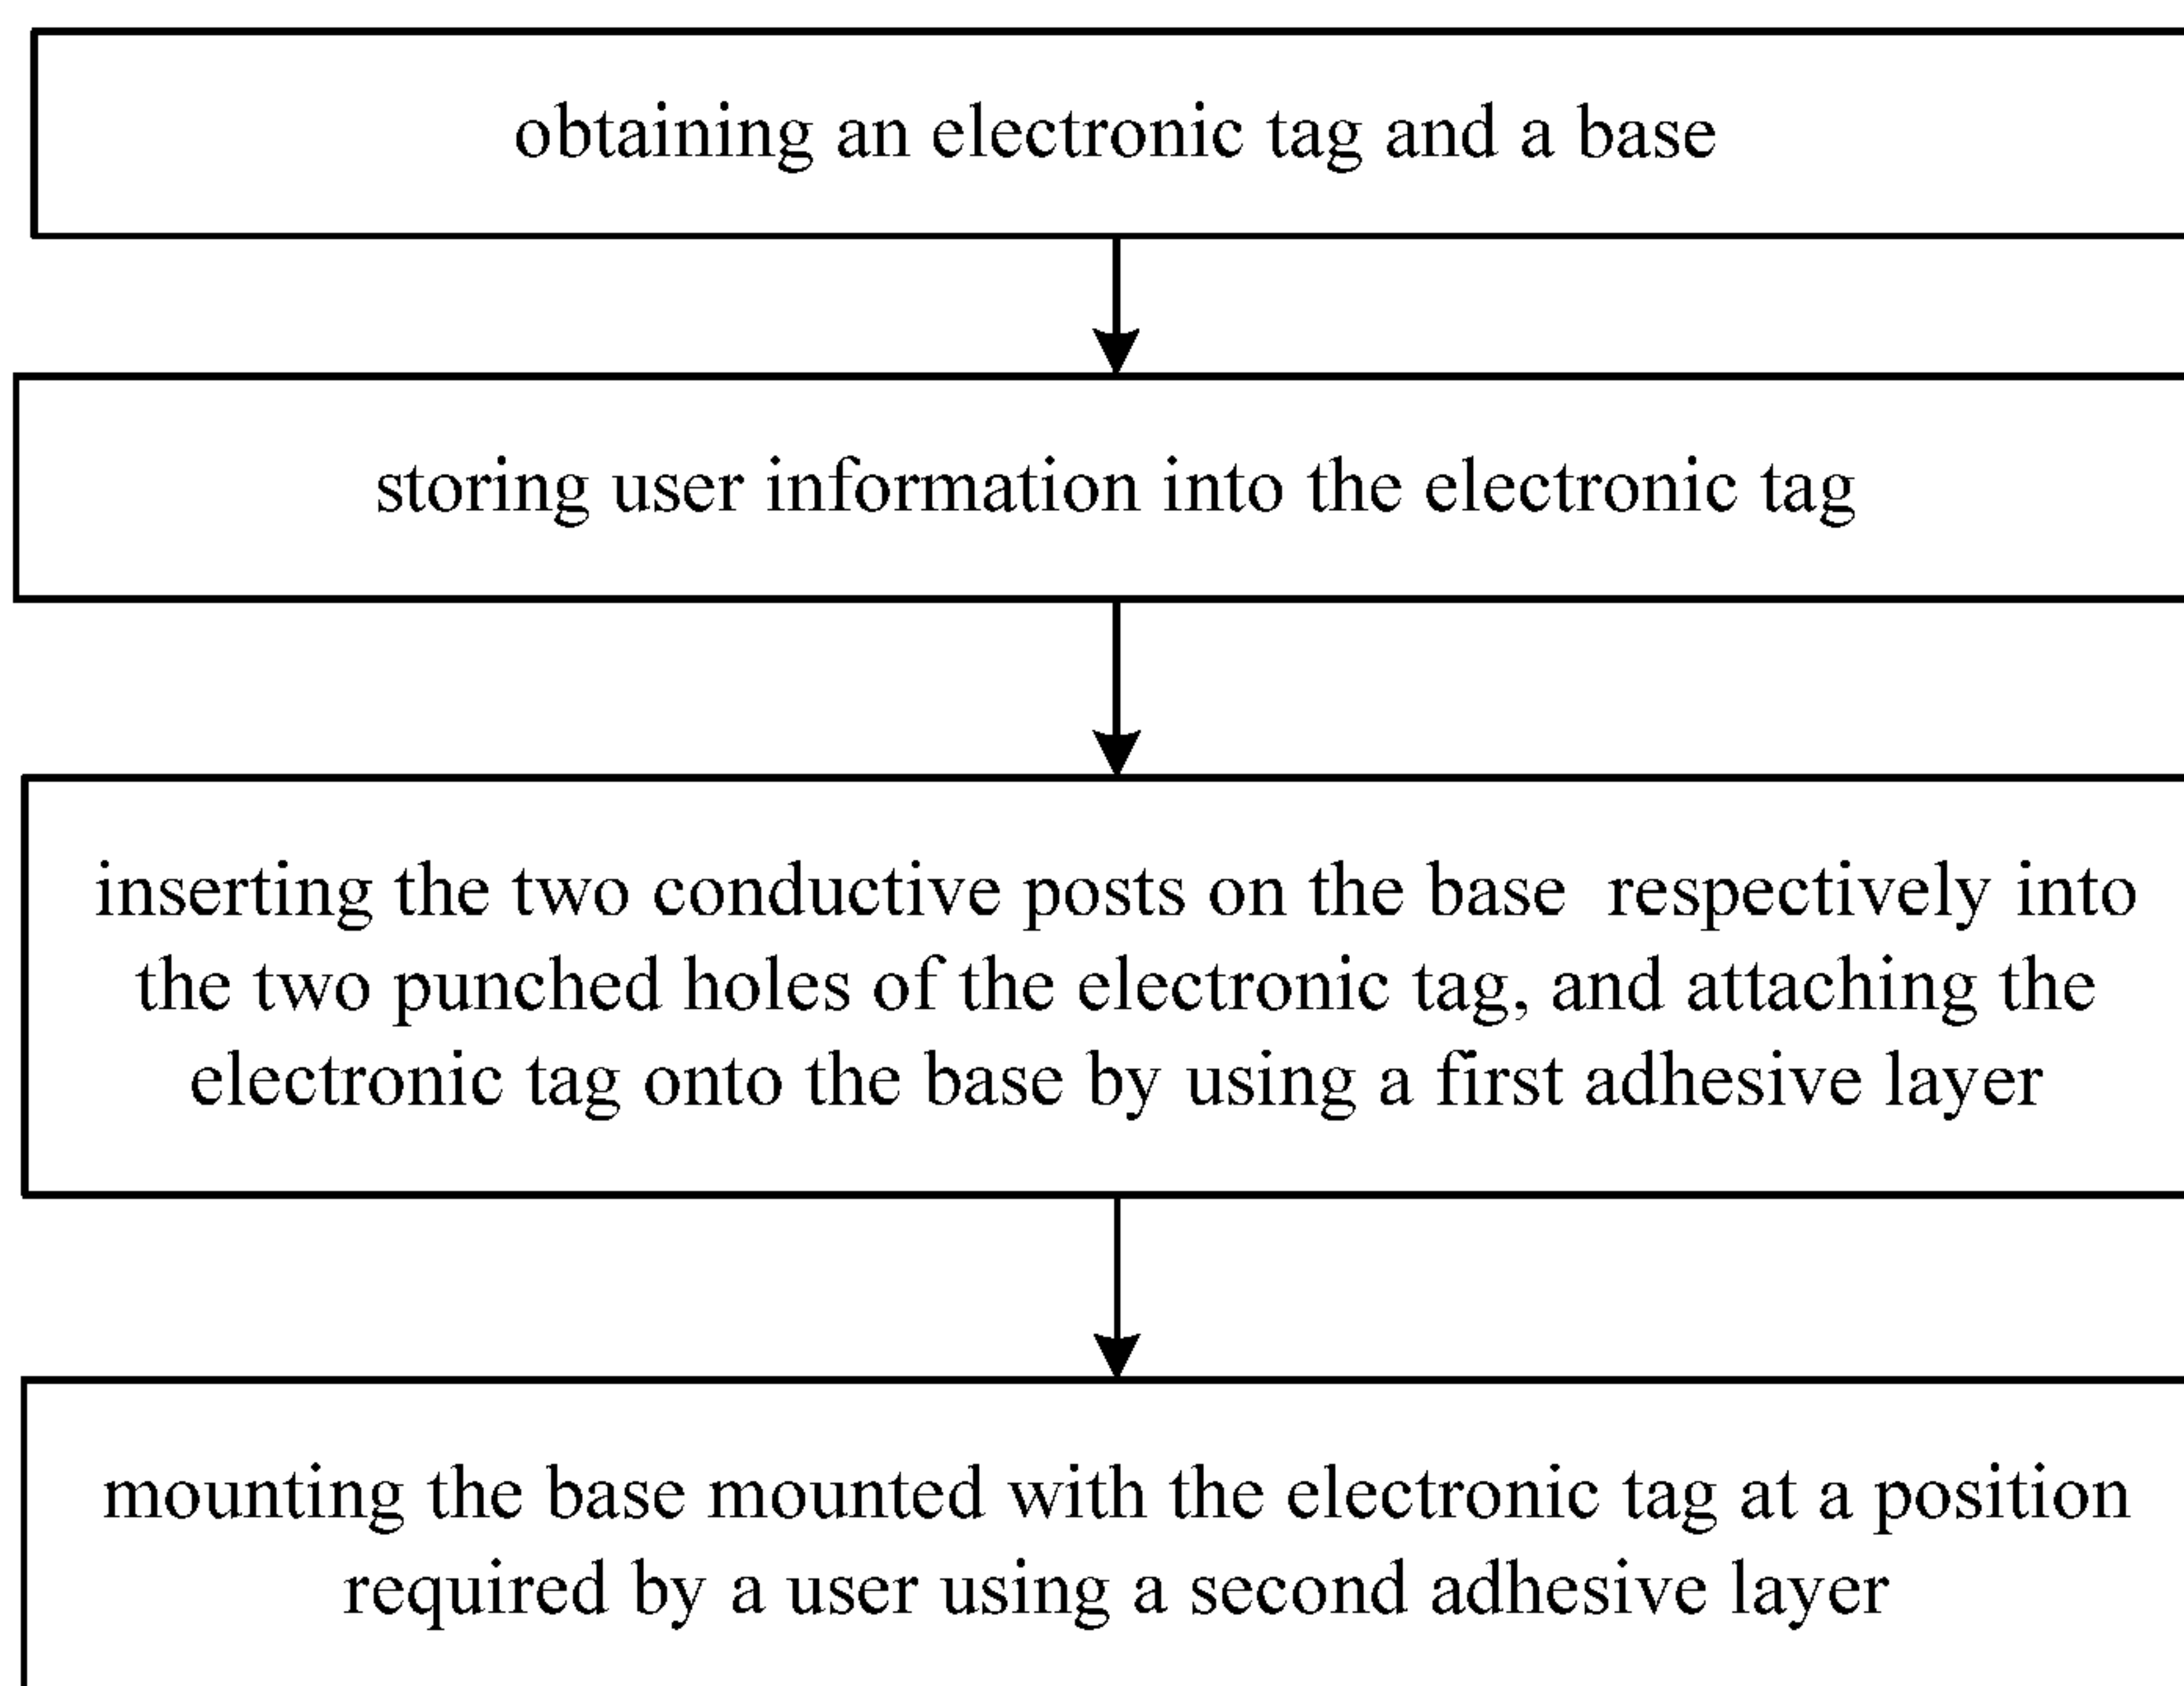 obtaining an electronic tag and a base
storing user information into the electronic tag
inserting the two conductive posts on the base respectively into
the two punched holes of the electronic tag, and attaching the
electronic tag onto the base by using a first adhesive layer
mounting the base mounted with the electronic tag at a position
required by a user using a second adhesive layer